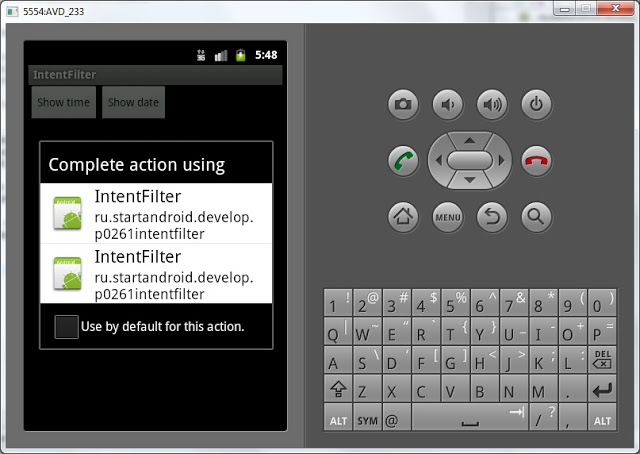 5554:AVD_233
3G
5:48
IntentFilter
Show time Show date
Complete action using
IntentFilter
ru.startandroid.develop.
p0261intentfilter
IntentFilter
ru.startandroid.develop.
p0261intentfilter
Use by default for this action.
MENU
1 ! 2 @ 3 # 4 $ 5 % 6 ^ 7 & 8 * 9 ( 0 )
Q | W ~ E " R ` T { Y } U _ I - O + P =
A S \ D ' F [ G ] H < J > K ; L : DEL
Z X C V B N M .
ALT SYM @ / ? , ALT